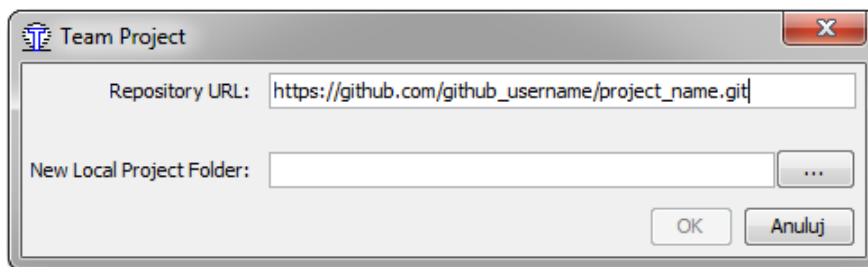 Team Project
Repository URL: https://github.com/github_username/project_name.git
New Local Project Folder: ...
OK Anuluj